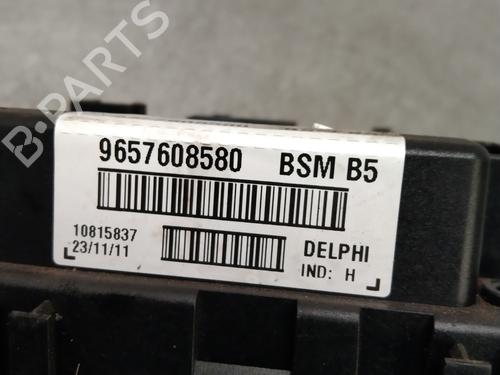 9657608580 BSM B5
10815837
23/11/11
DELPHI
IND: H
B-PARTS